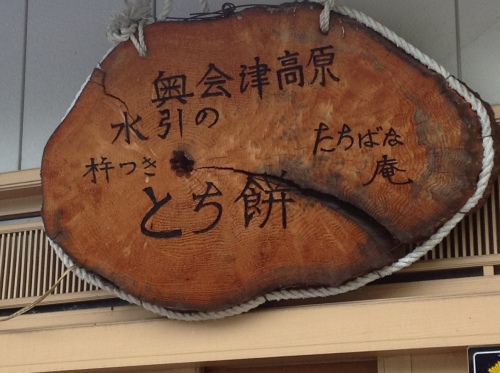 奥会津高原
水引の
杵つき
とち餅
たちばな
庵